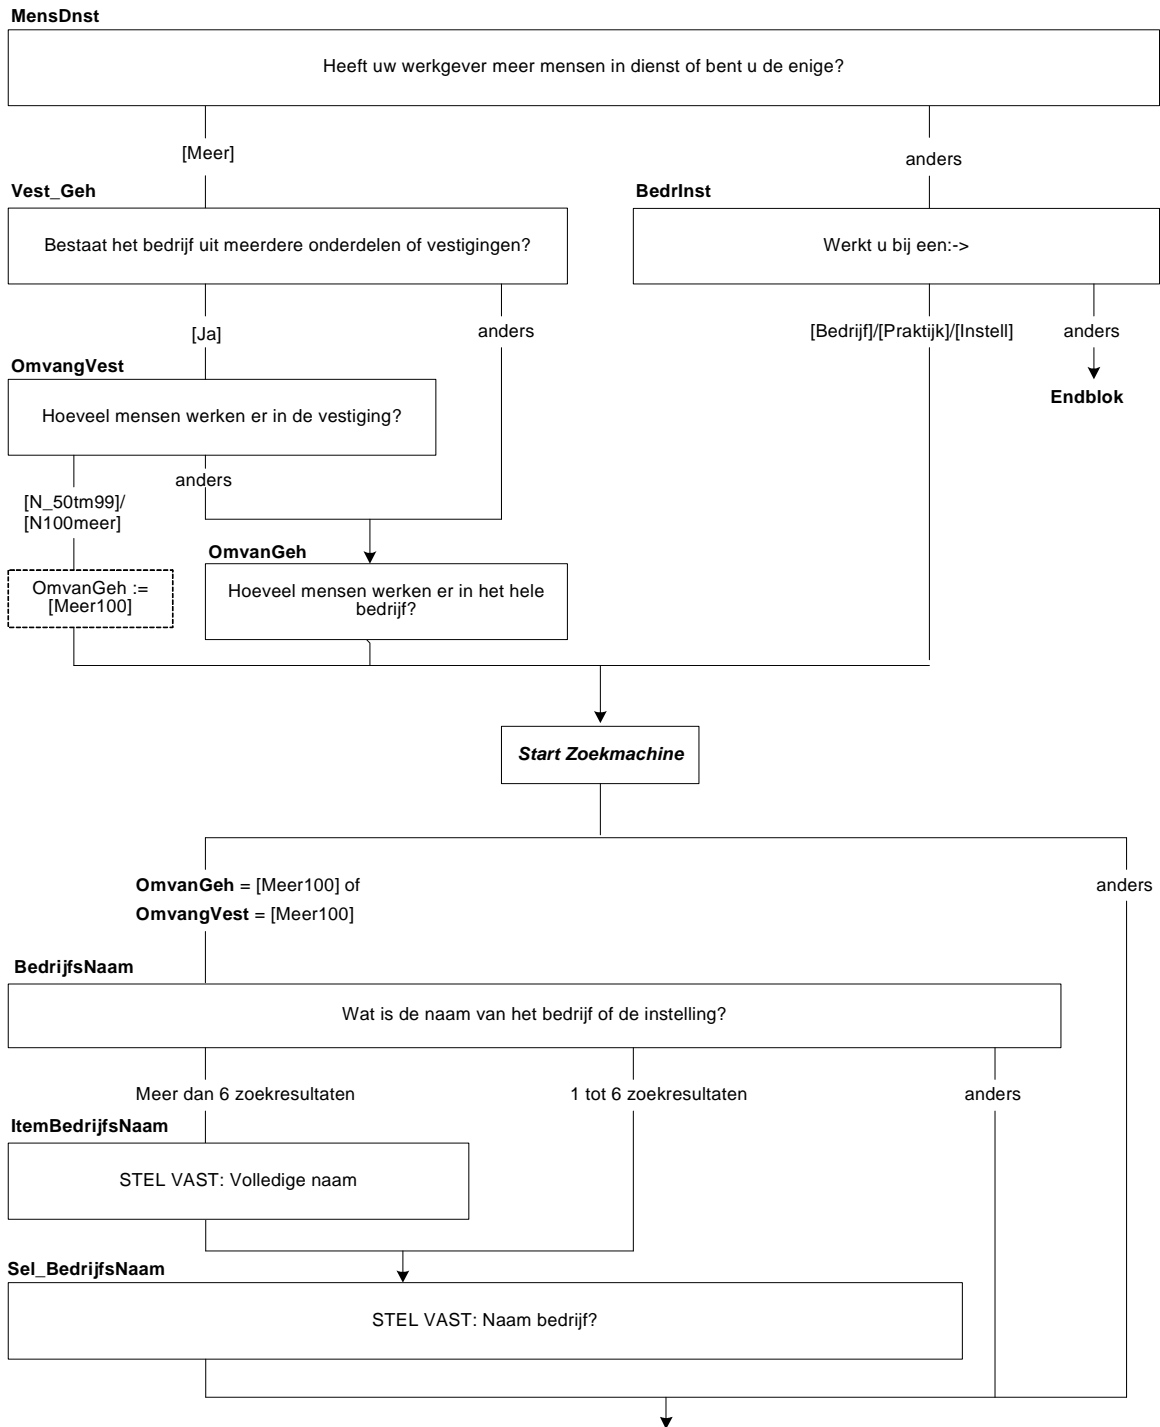 MensDnst
Heeft uw werkgever meer mensen in dienst of bent u de enige?
[Meer]
anders
Vest_Geh
BedrInst
Bestaat het bedrijf uit meerdere onderdelen of vestigingen?
Werkt u bij een:->
[Ja]
anders
[Bedrijf]/[Praktijk]/[Instell]
anders
OmvangVest
Endblok
Hoeveel mensen werken er in de vestiging?
anders
[N_50tm99]/
[N100meer]
OmvanGeh
OmvanGeh :=
[Meer100]
Hoeveel mensen werken er in het hele
bedrijf?
Start Zoekmachine
OmvanGeh = [Meer100] of
OmvangVest = [Meer100]
anders
BedrijfsNaam
Wat is de naam van het bedrijf of de instelling?
Meer dan 6 zoekresultaten
1 tot 6 zoekresultaten
anders
ItemBedrijfsNaam
STEL VAST: Volledige naam
Sel_BedrijfsNaam
STEL VAST: Naam bedrijf?